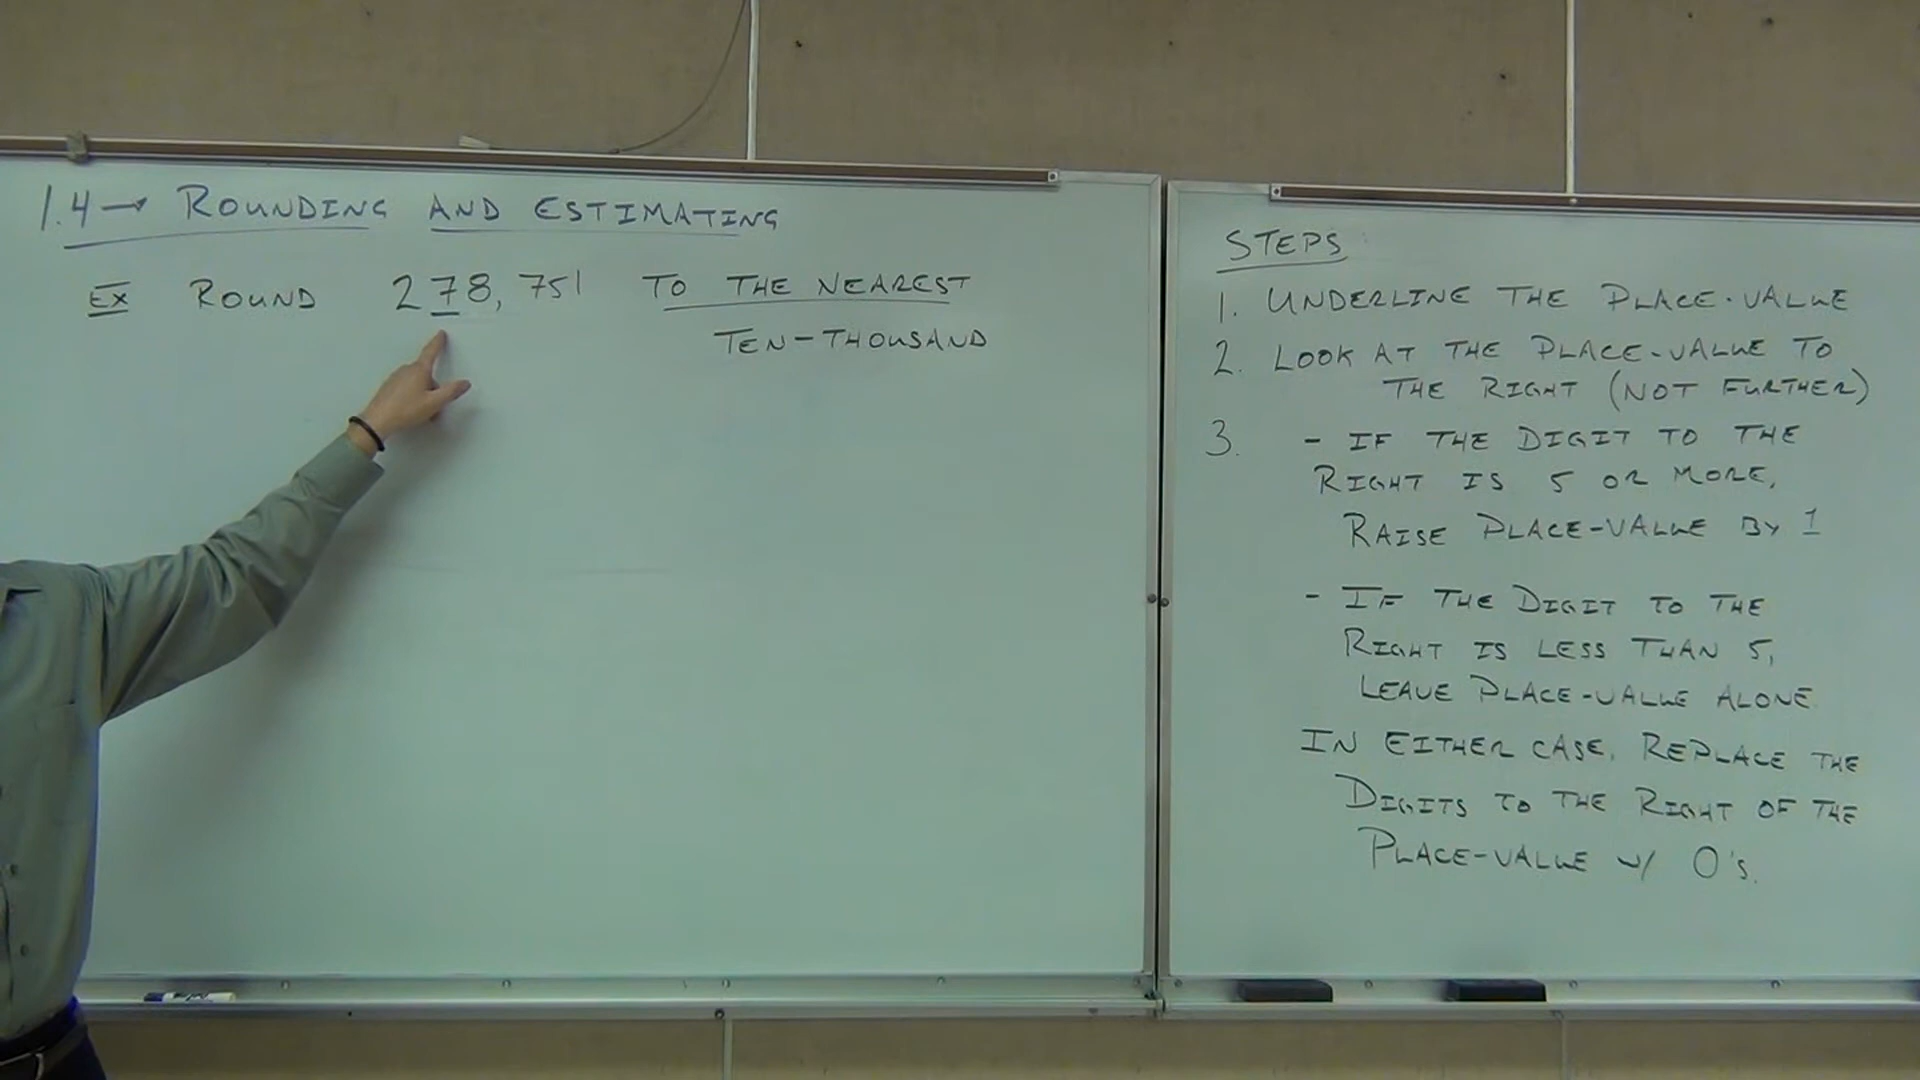 1.4 → ROUNDING AND ESTIMATING
EX ROUND 278,751 TO THE NEAREST
TEN-THOUSAND
STEPS
1. UNDERLINE THE PLACE-VALUE
2. LOOK AT THE PLACE-VALUE TO
THE RIGHT (NOT FURTHER)
3. - IF THE DIGIT TO THE
RIGHT IS 5 OR MORE,
RAISE PLACE-VALUE BY 1
- IF THE DIGIT TO THE
RIGHT IS LESS THAN 5,
LEAVE PLACE-VALUE ALONE
IN EITHER CASE, REPLACE THE
DIGITS TO THE RIGHT OF THE
PLACE-VALUE W/ 0's.